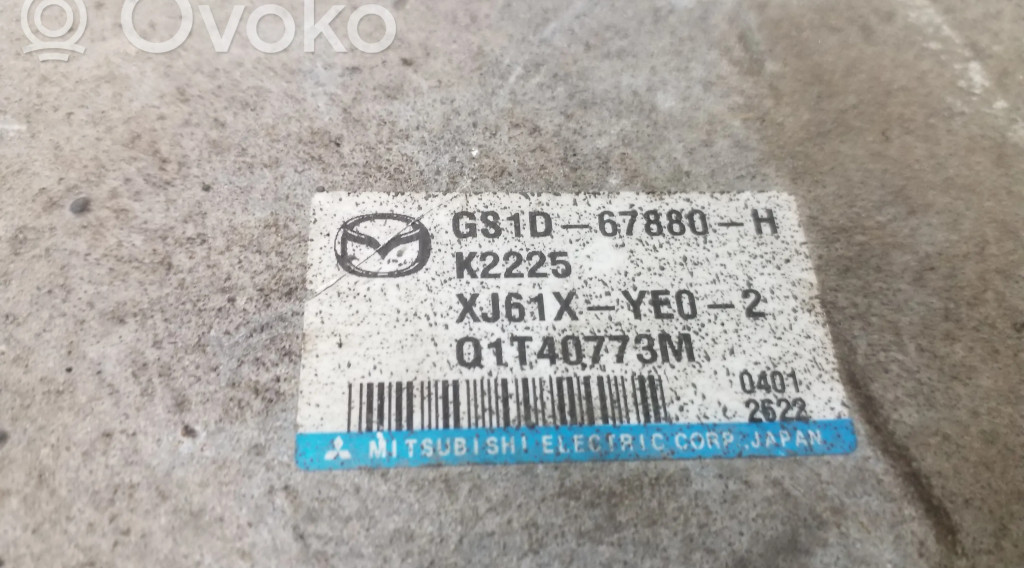 Ovoko
GS1D-67880-H
K2225
XJ61X-YE0-2
Q1T40773M
0401
2622
MITSUBISHI ELECTRIC CORP. JAPAN